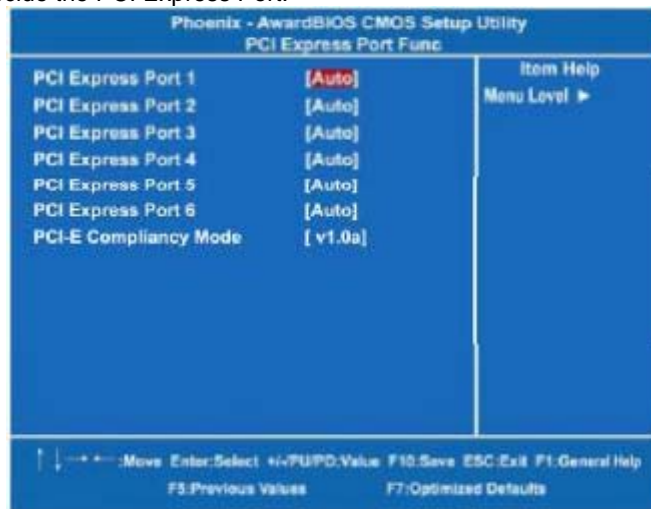 side the PCI Express Port.
Phoenix - AwardBIOS CMOS Setup Utility
PCI Express Port Func
PCI Express Port 1 [Auto]
PCI Express Port 2 [Auto]
PCI Express Port 3 [Auto]
PCI Express Port 4 [Auto]
PCI Express Port 5 [Auto]
PCI Express Port 6 [Auto]
PCI-E Compliancy Mode [ v1.0a]
Item Help
Menu Level ►
↑ ↓ → ← :Move Enter:Select +/-/PU/PD:Value F10:Save ESC:Exit F1:General Help
F5:Previous Values F7:Optimized Defaults